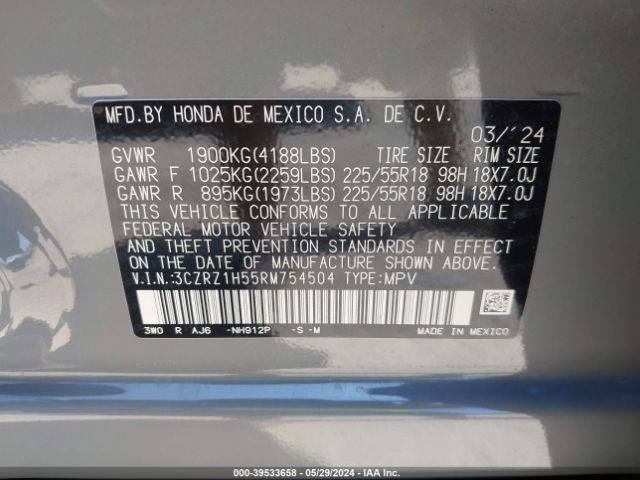 MFD.BY HONDA DE MEXICO S.A. DE C.V.
03/'24
GVWR 1900KG(4188LBS) TIRE SIZE RIM SIZE
GAWR F 1025KG(2259LBS) 225/55R18 98H 18X7.0J
GAWR R 895KG(1973LBS) 225/55R18 98H 18X7.0J
THIS VEHICLE CONFORMS TO ALL APPLICABLE
FEDERAL MOTOR VEHICLE SAFETY
AND THEFT PREVENTION STANDARDS IN EFFECT
ON THE DATE OF MANUFACTURE SHOWN ABOVE.
V.I.N.:3CZRZ1H55RM754504 TYPE:MPV
3W0 R AJ6 -NH912P -S -M MADE IN MEXICO
IAAI-US - 39533658 - 05/29/2024 - IAA Inc.